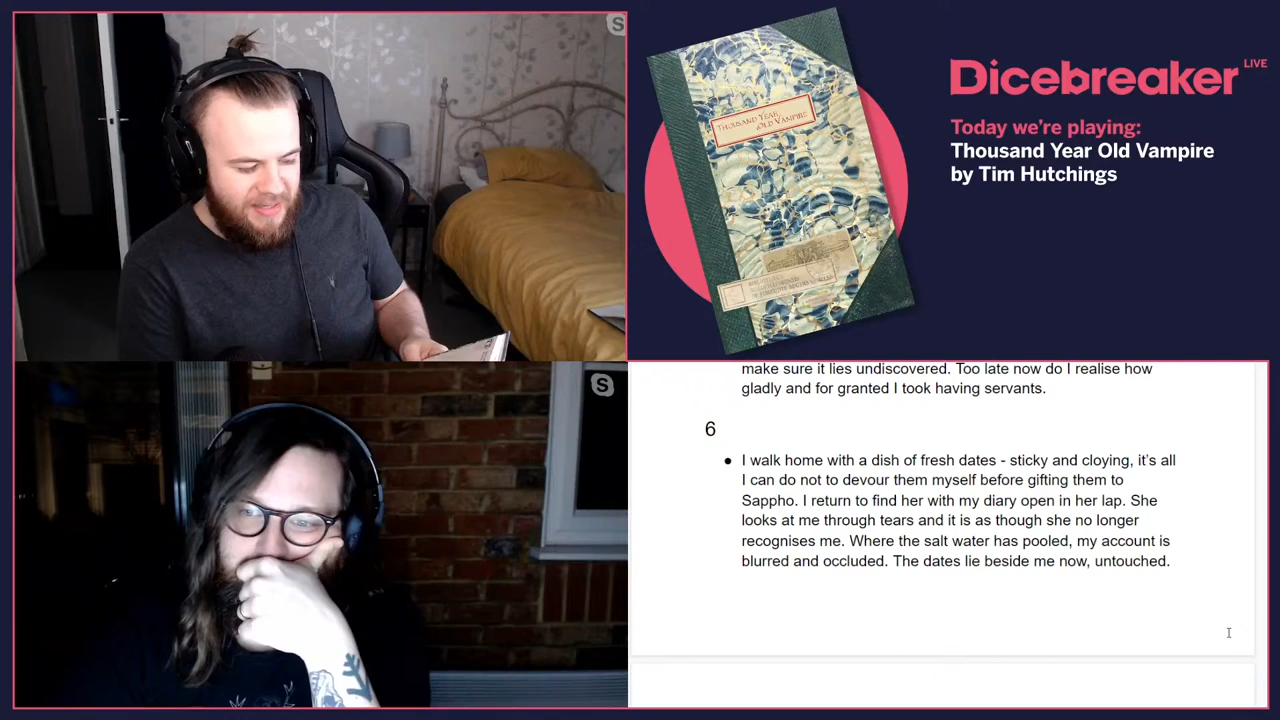 Dicebreaker LIVE
Today we're playing:
Thousand Year Old Vampire
by Tim Hutchings
THOUSAND YEAR
OLD VAMPIRE
S
S
make sure it lies undiscovered. Too late now do I realise how
gladly and for granted I took having servants.
6
● I walk home with a dish of fresh dates - sticky and cloying, it's all
I can do not to devour them myself before gifting them to
Sappho. I return to find her with my diary open in her lap. She
looks at me through tears and it is as though she no longer
recognises me. Where the salt water has pooled, my account is
blurred and occluded. The dates lie beside me now, untouched.